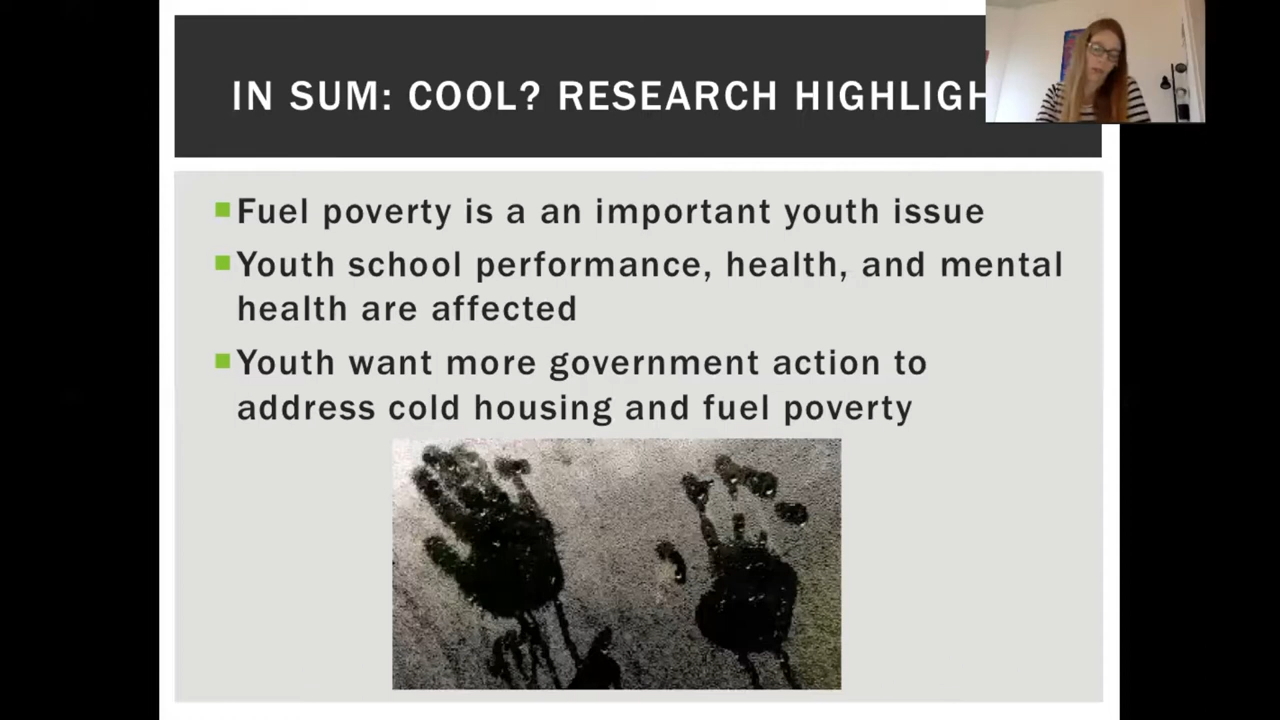 IN SUM: COOL? RESEARCH
Fuel poverty is a an important youth issue
Youth school performance, health, and mental
health are affected
Youth want more government action to
address cold housing and fuel poverty